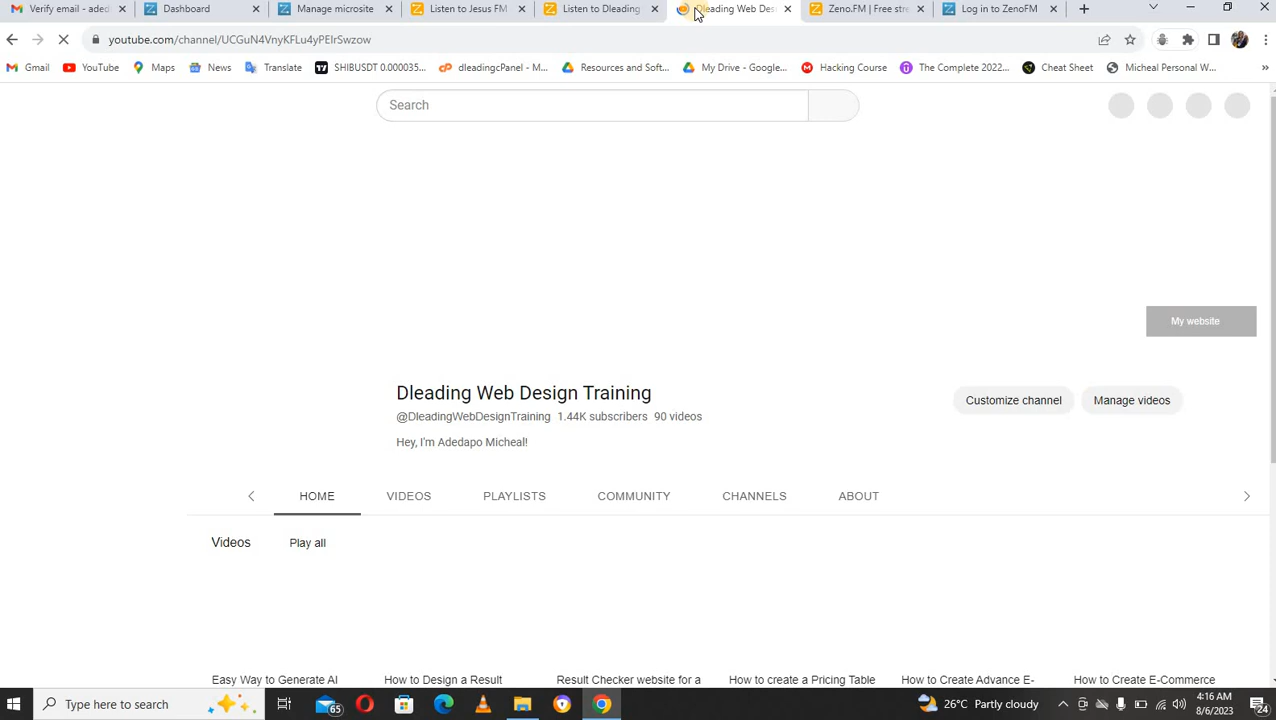 Verify email - aded
Dashboard
Manage microsite
Listen to Jesus FM
Listen to Dleading
Dleading Web Des
Zeno.FM | Free stre
Log in to ZenoFM
youtube.com/channel/UCGuN4VnyKFLu4yPElrSwzow
Gmail
YouTube
Maps
News
Translate
SHIBUSDT 0.000035...
dleadingcPanel - M...
Resources and Soft...
My Drive - Google...
Hacking Course
The Complete 2022...
Cheat Sheet
Micheal Personal W...
Search
My website
Dleading Web Design Training
@DleadingWebDesignTraining 1.44K subscribers 90 videos
Customize channel
Manage videos
Hey, I'm Adedapo Micheal!
HOME
VIDEOS
PLAYLISTS
COMMUNITY
CHANNELS
ABOUT
Videos
Play all
Easy Way to Generate AI
How to Design a Result
Result Checker website for a
How to create a Pricing Table
How to Create Advance E-
How to Create E-Commerce
Type here to search
65
26°C Partly cloudy
4:16 AM
8/6/2023
24